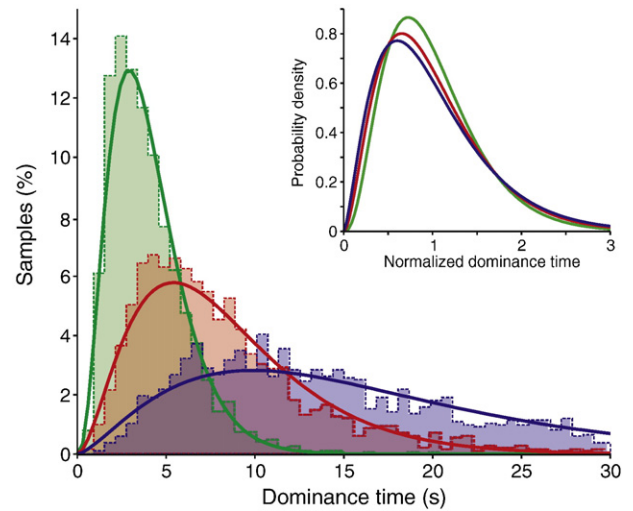 14
12
10
8
6
4
2
0
Samples (%)
0 5 10 15 20 25 30
Dominance time (s)
0.8
0.6
0.4
0.2
0
Probability density
0 1 2 3
Normalized dominance time